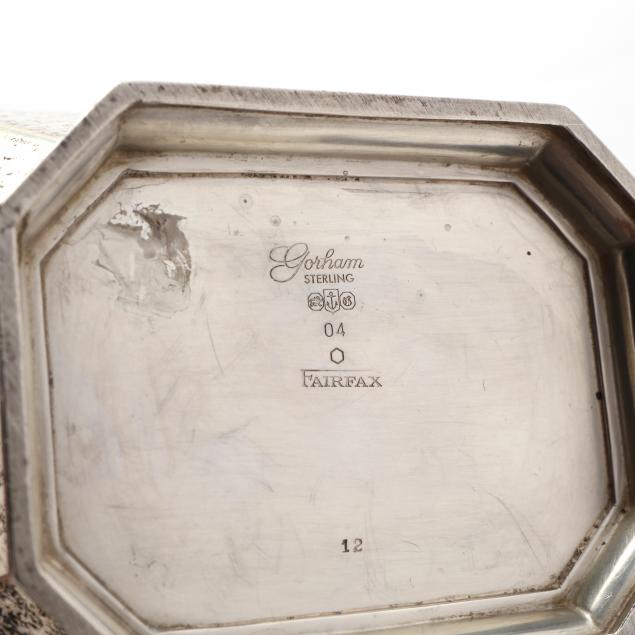 Gorham
STERLING
04
FAIRFAX
12